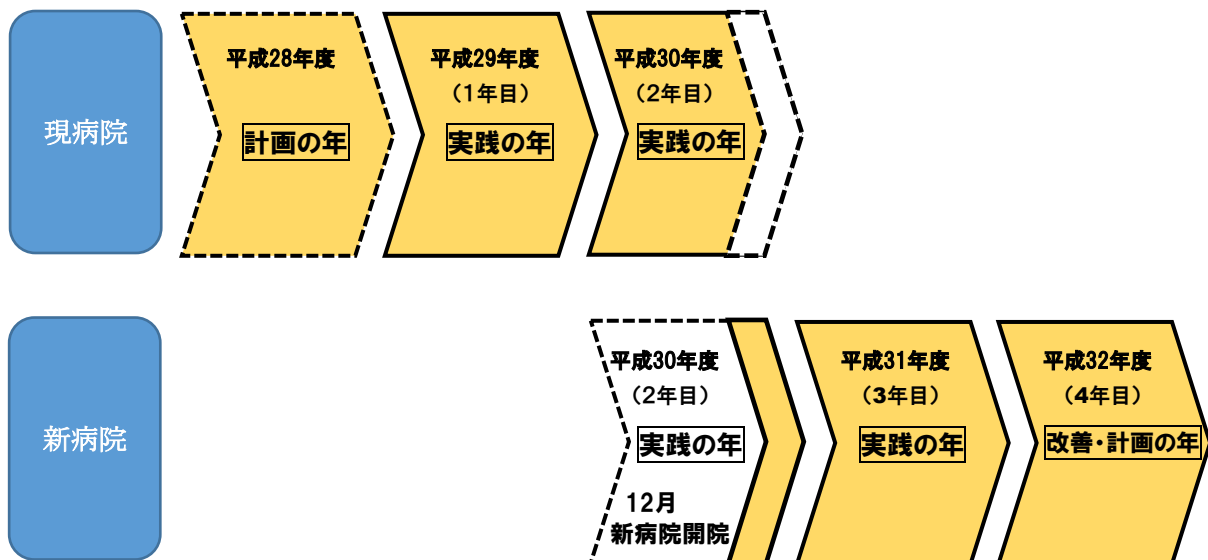 現病院
平成28年度
計画の年
平成29年度
（1年目）
実践の年
平成30年度
（2年目）
実践の年
新病院
平成30年度
（2年目）
実践の年
12月
新病院開院
平成31年度
（3年目）
実践の年
平成32年度
（4年目）
改善・計画の年